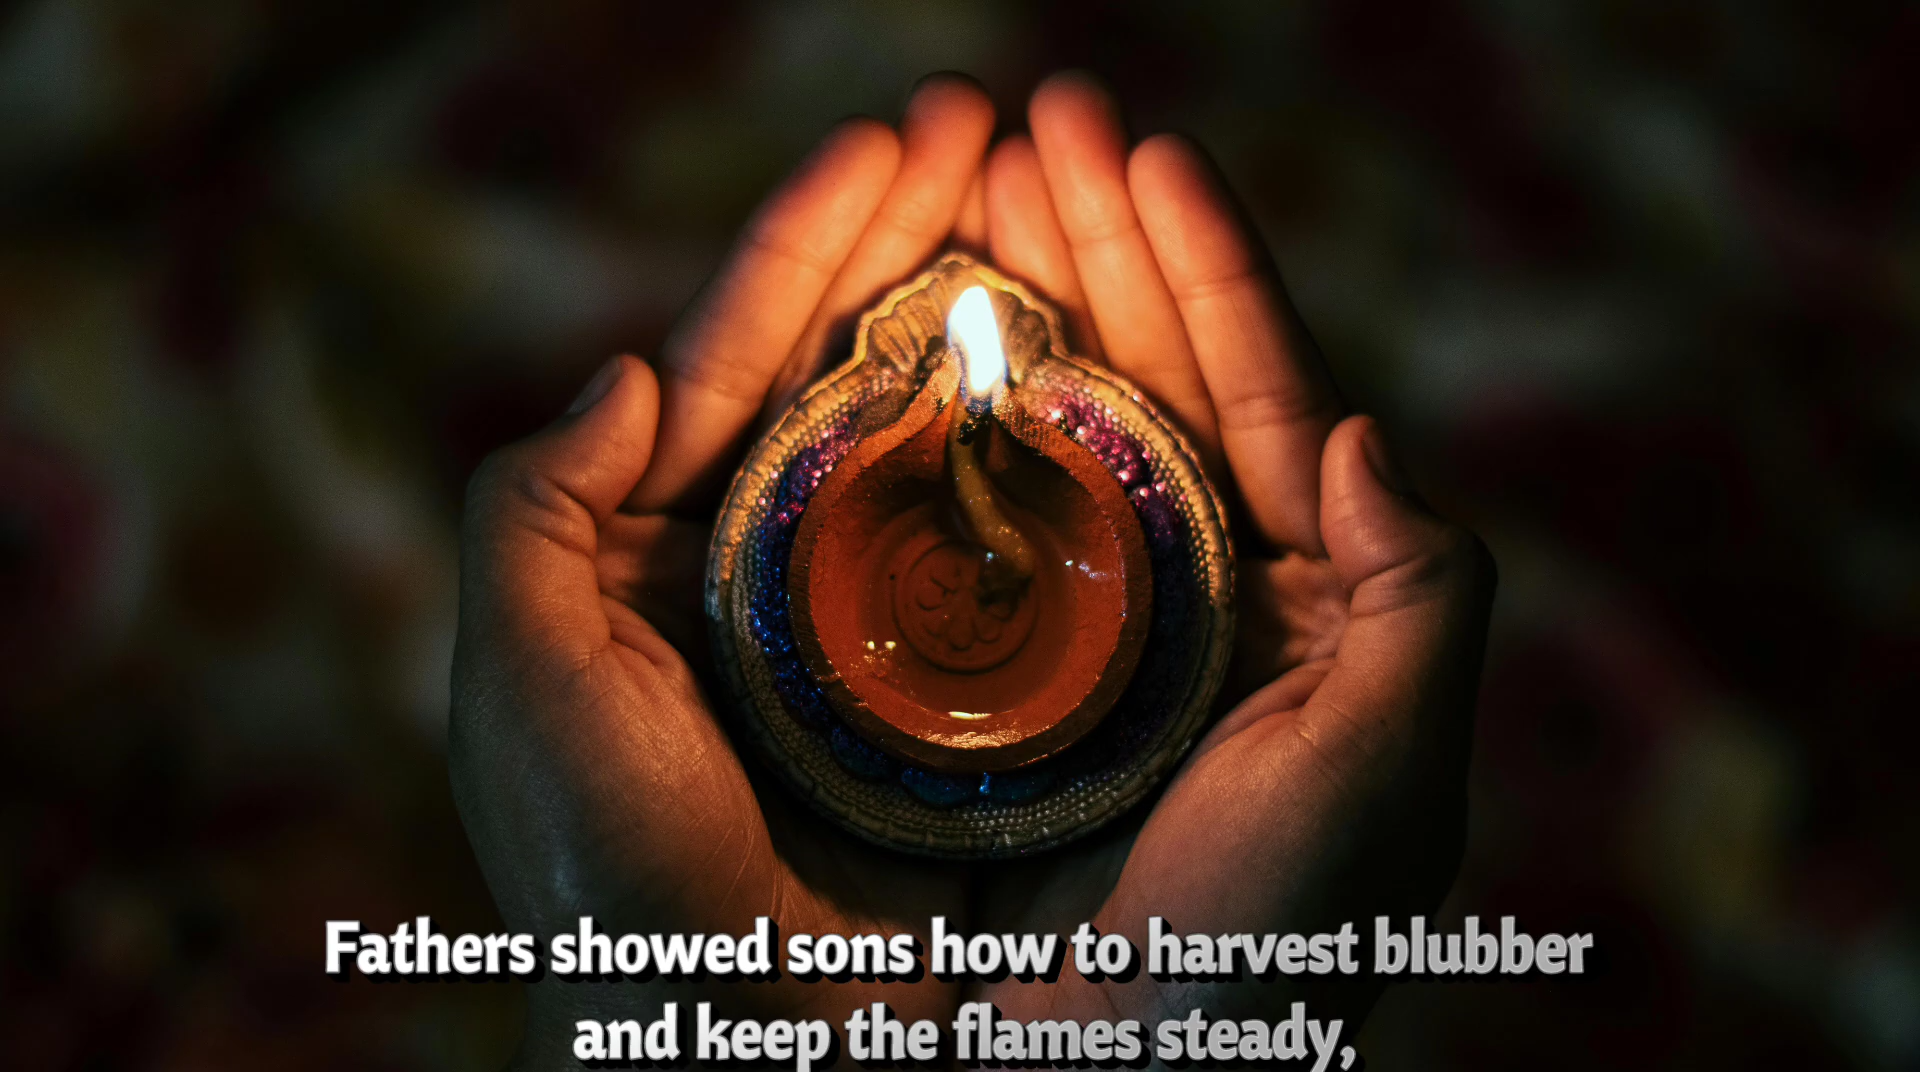 Fathers showed sons how to harvest blubber
and keep the flames steady,